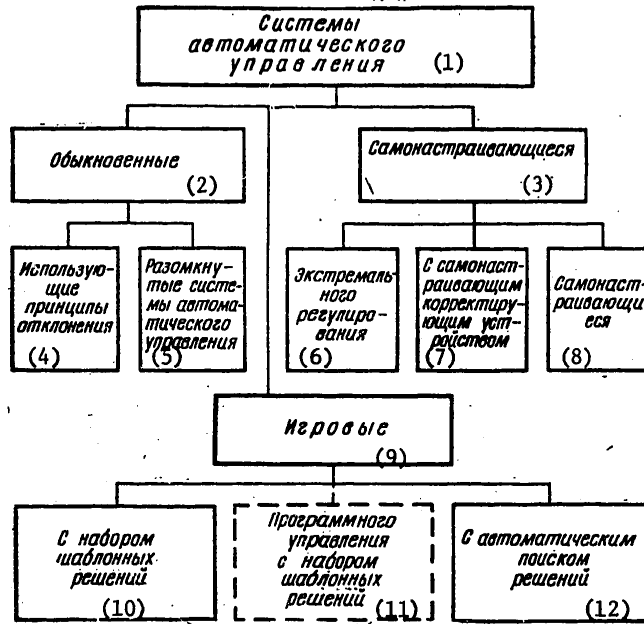 Системы
автоматического
управления (1)
Обыкновенные
(2)
Самонастраивающиеся
(3)
Использую-
щие
принципы
отклонения
(4)
Разомкну-
тые систе-
мы автома-
тического
управления
(5)
Экстремаль-
ного
регулиро-
вания
(6)
С самонаст-
раивающим
корректиру-
ющим уст-
ройством
(7)
Самонаст-
раивающи
еся
(8)
Игровые
(9)
С набором
шаблонных
решений
(10)
Программного
управления
с набором
шаблонных
решений (11)
С автоматическим
поиском
решений
(12)